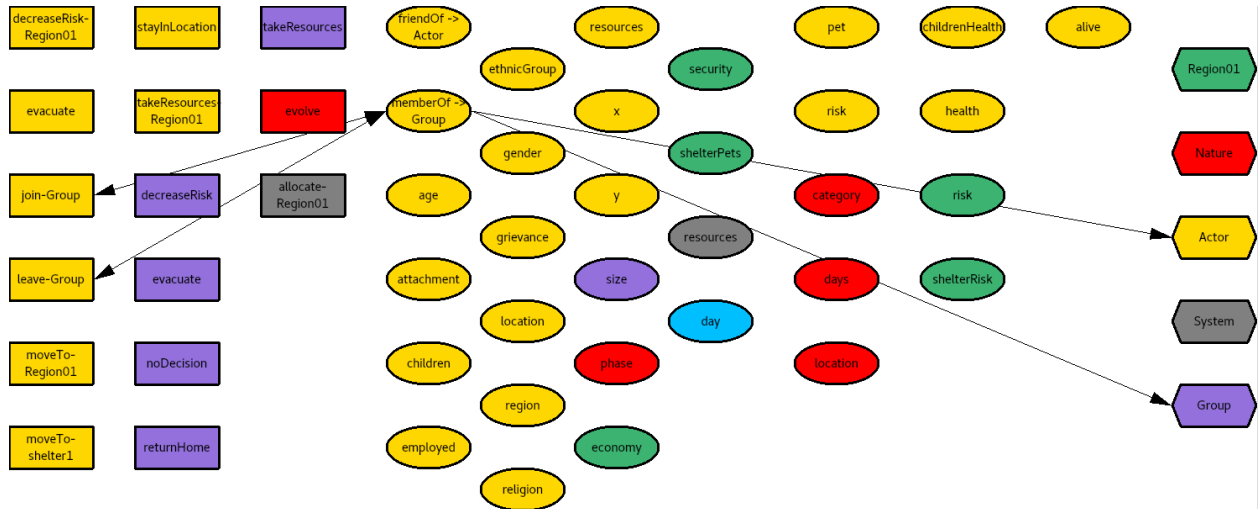 decreaseRisk-
Region01
stayInLocation
takeResources
friendOf ->
Actor
resources
pet
childrenHealth
alive
ethnicGroup
security
Region01
evacuate
takeResources-
Region01
evolve
memberOf ->
Group
x
risk
health
gender
shelterPets
Nature
join-Group
decreaseRisk
allocate-
Region01
age
y
category
risk
grievance
resources
Actor
leave-Group
evacuate
attachment
size
days
shelterRisk
location
day
System
moveTo-
Region01
noDecision
children
phase
location
region
Group
moveTo-
shelter1
returnHome
employed
economy
religion